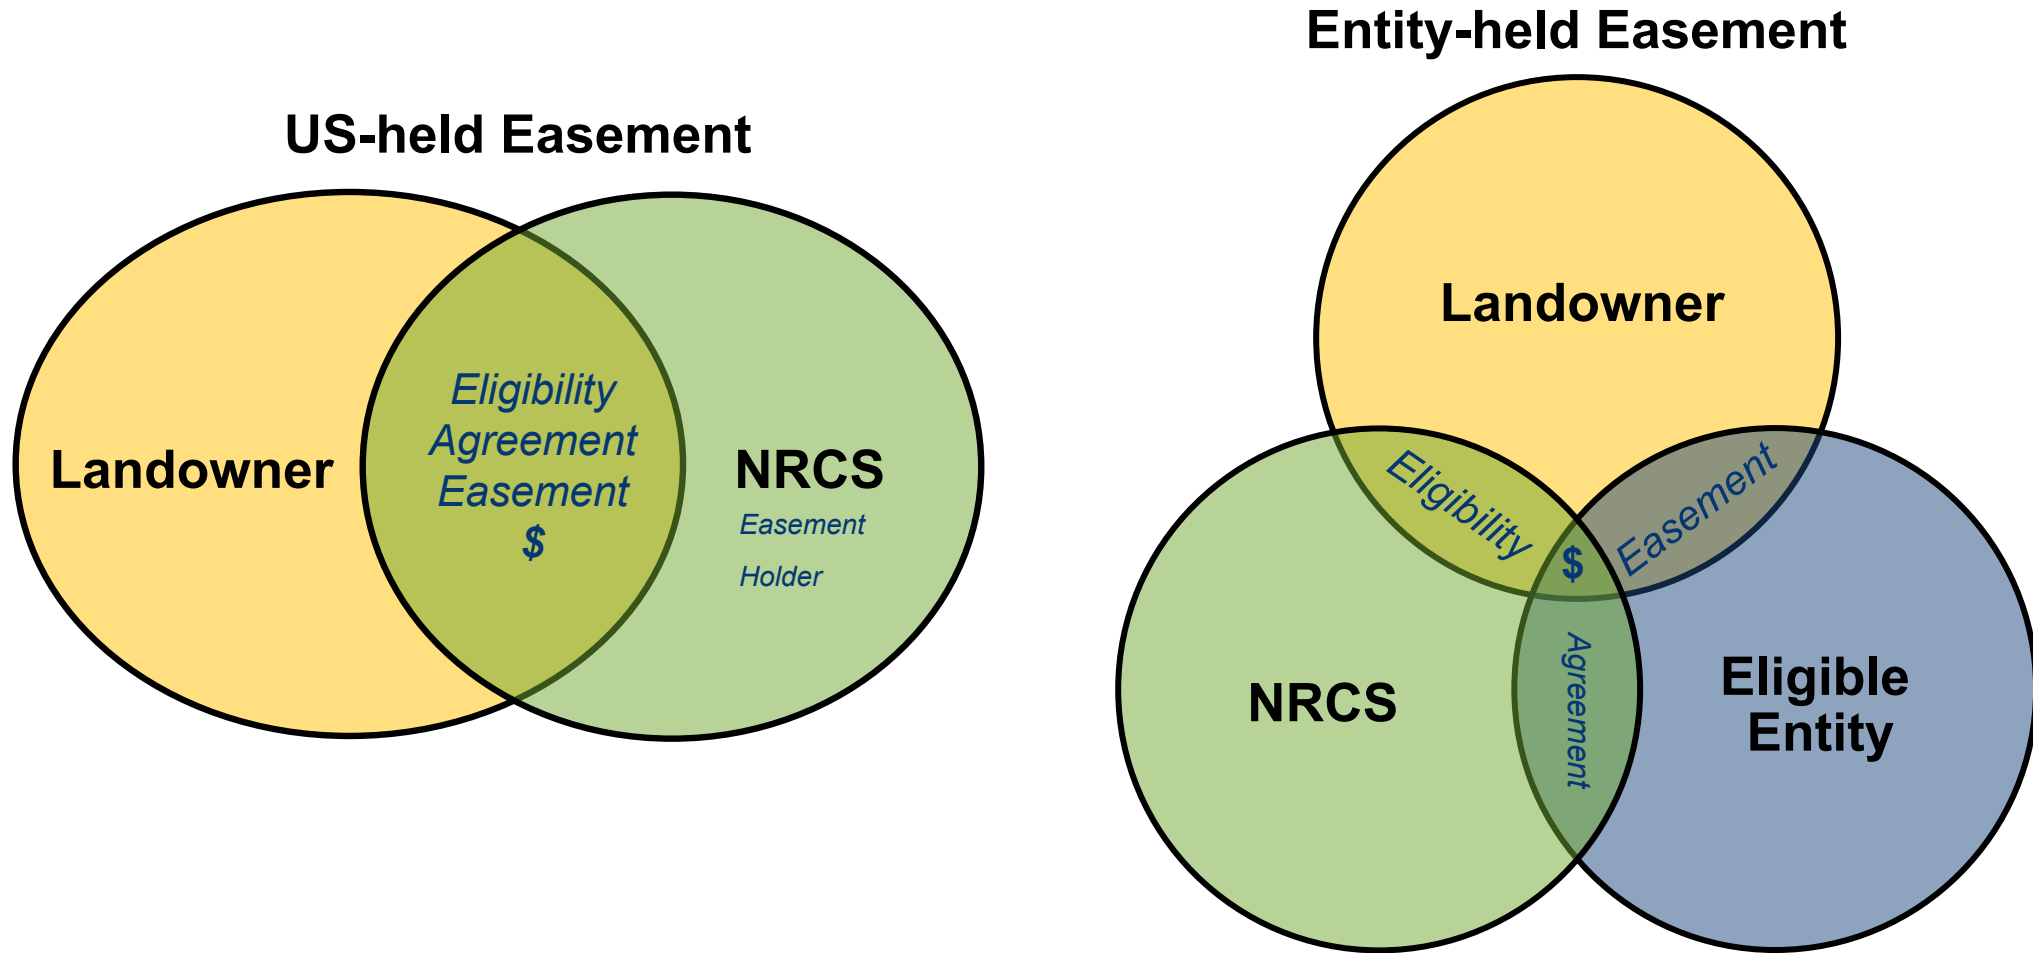 US-held Easement
Landowner
Eligibility
Agreement
Easement
$
NRCS
Easement
Holder
Entity-held Easement
Landowner
Eligibility
$
Easement
Agreement
NRCS
Eligible
Entity